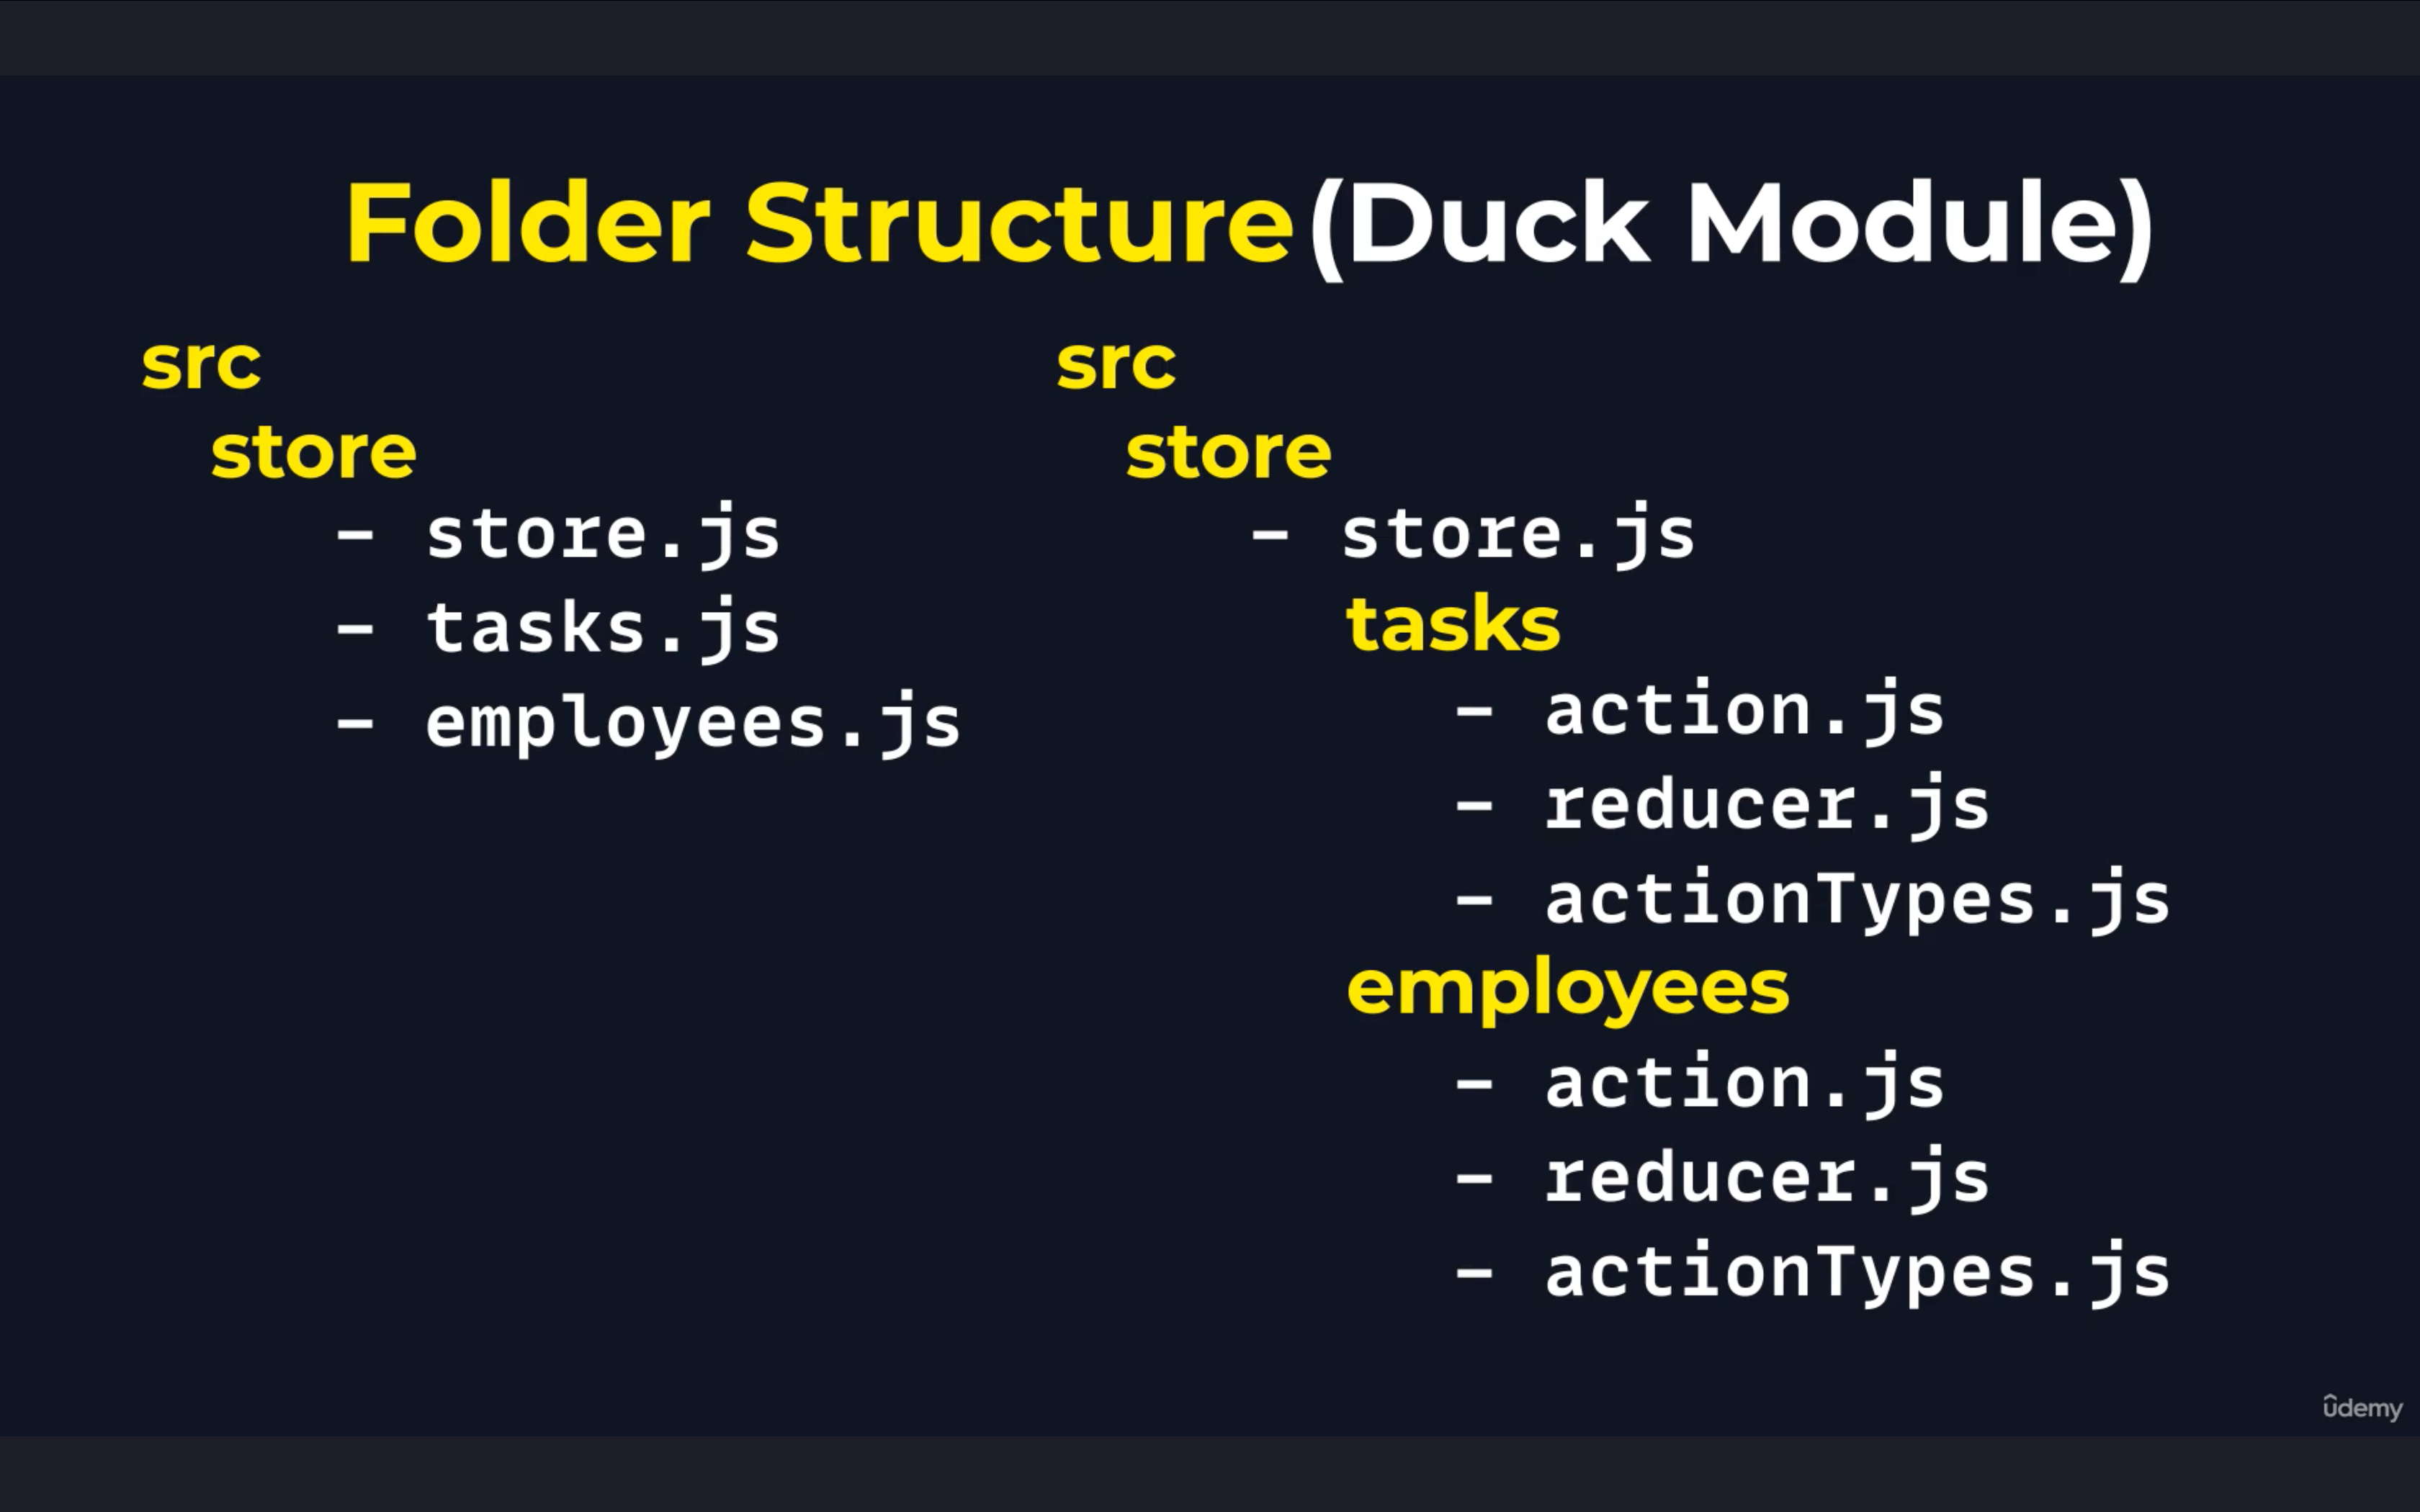 Folder Structure(Duck Module)
src
store
- store.js
- tasks.js
- employees.js
src
store
- store.js
tasks
- action.js
- reducer.js
- actionTypes.js
employees
- action.js
- reducer.js
- actionTypes.js
ûdemy